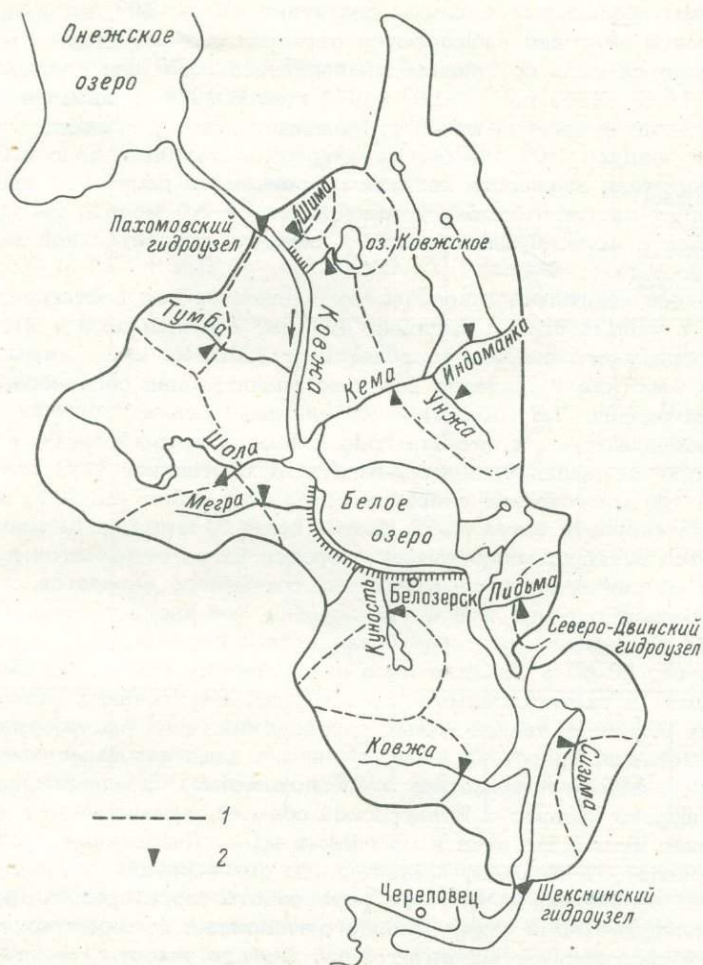 Онежское
озеро
Пахомовский
гидроузел
Шима
оз. Ковжское
Тумба
Ковжа
Кема
Индоманка
Унжа
Шола
Мегра
Белое
озеро
Белозерск
Куность
Пидьма
Северо-Двинский
гидроузел
Ковжа
Сизьма
1
2
Череповец
Шекснинский
гидроузел